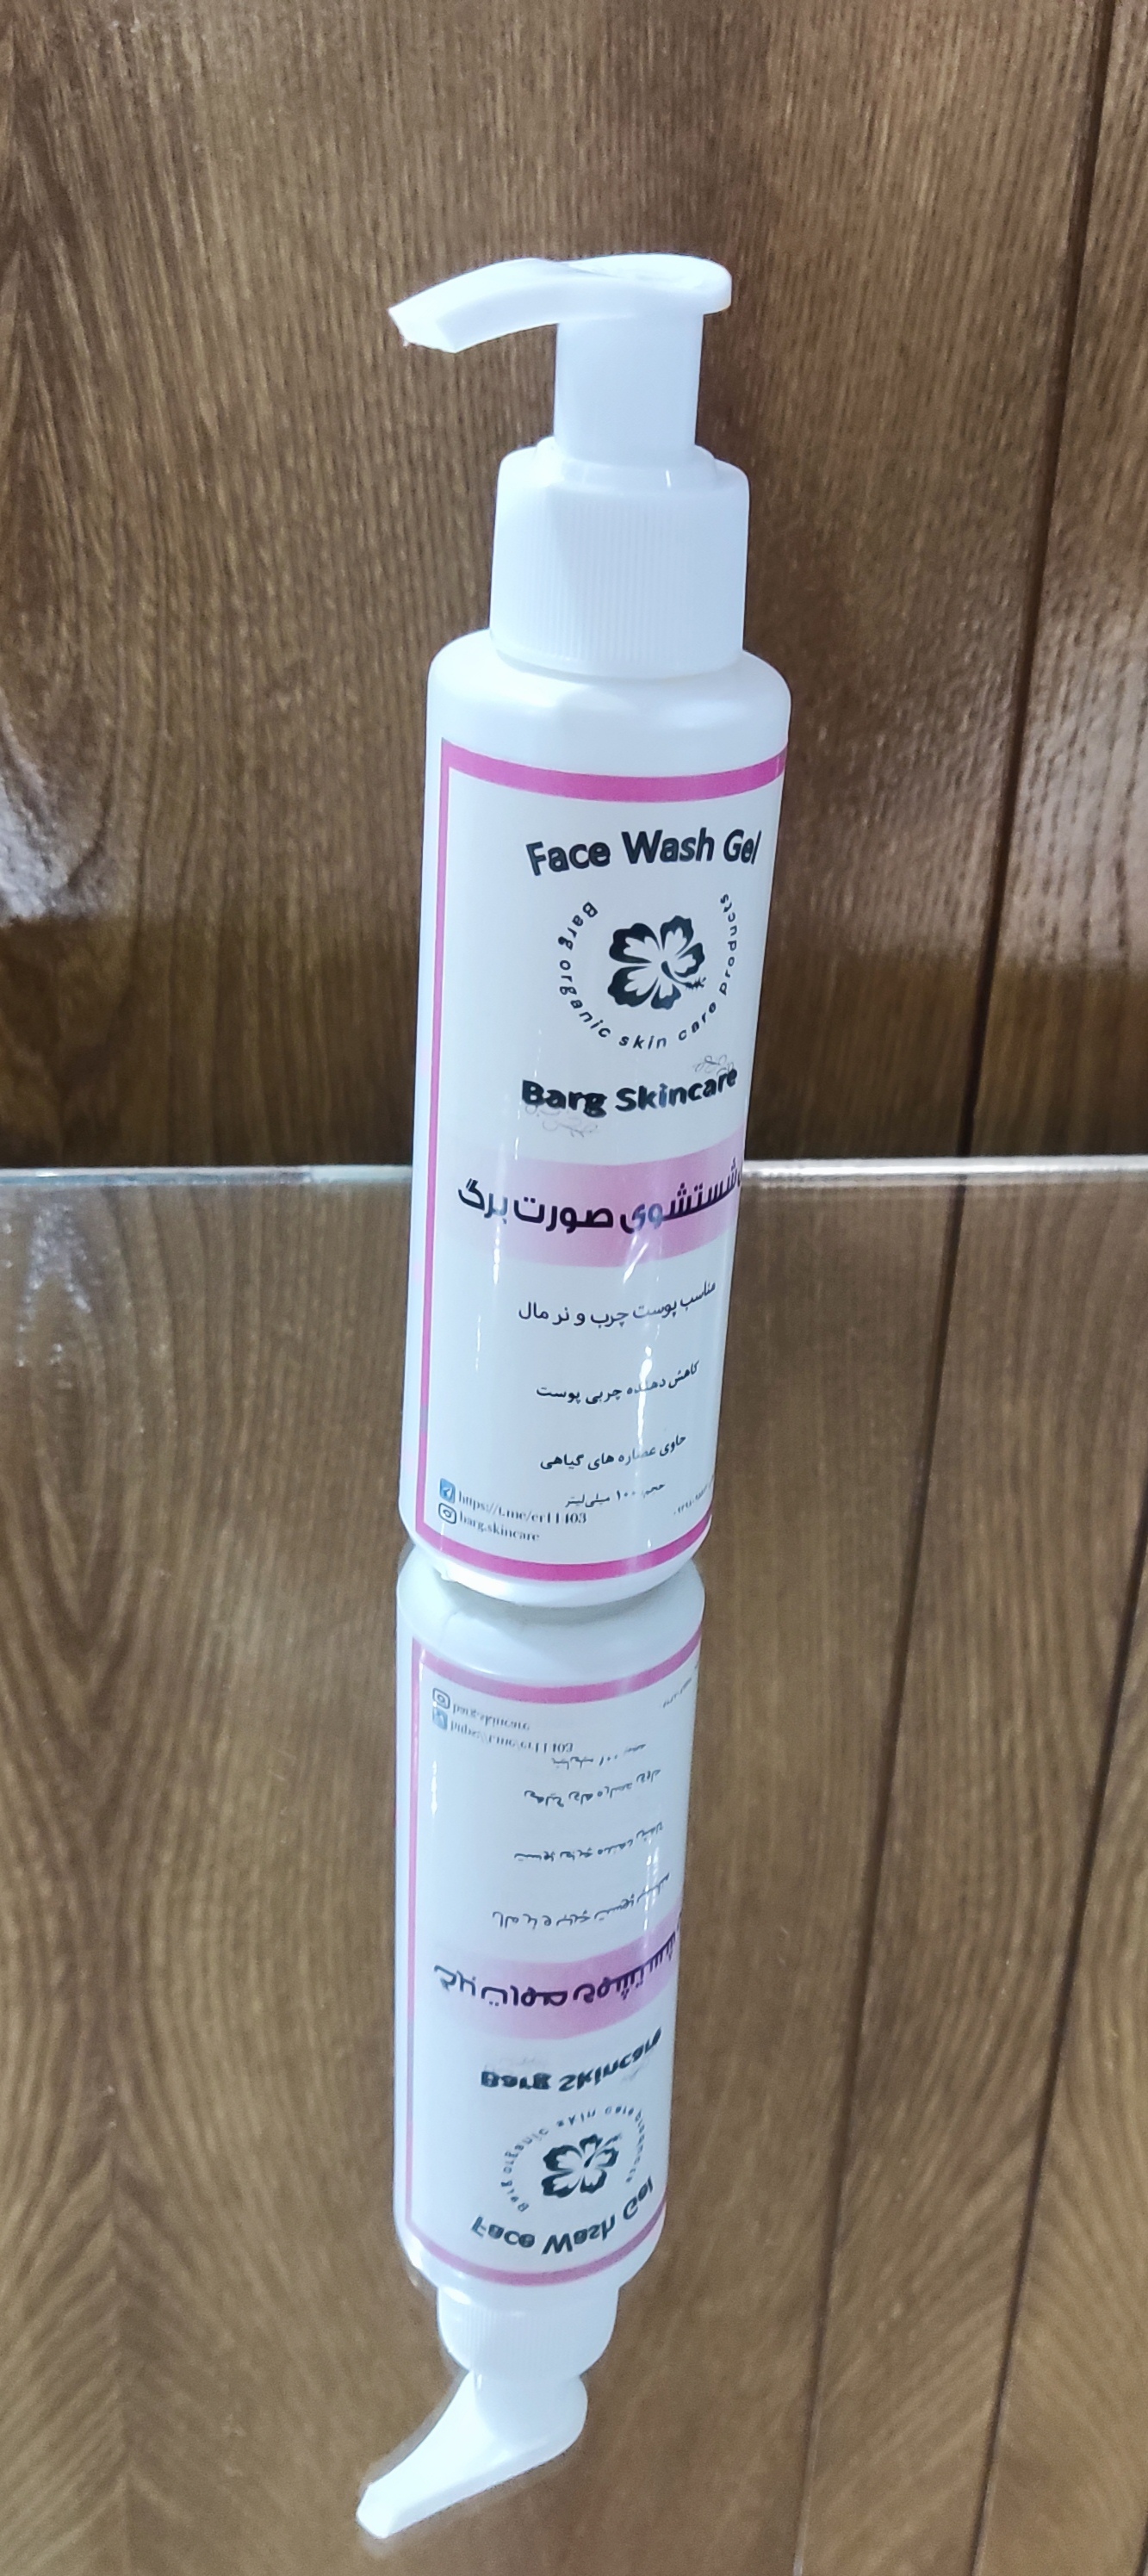 Face Wash Gel
Barg organic skin care products
Barg Skincare
شستشوی صورت برگ
مناسب پوست چرب و نرمال
کاهش دهنده چربی پوست
حاوی عصاره های گیاهی
حجم ۱۰۰ میلی‌لیتر
https://t.me/er11403
barg.skincare